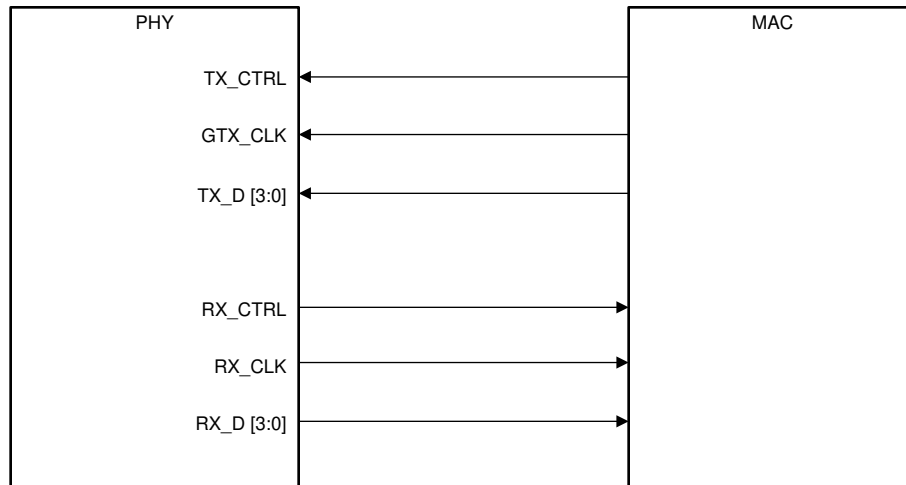 PHY
MAC
TX_CTRL
GTX_CLK
TX_D [3:0]
RX_CTRL
RX_CLK
RX_D [3:0]